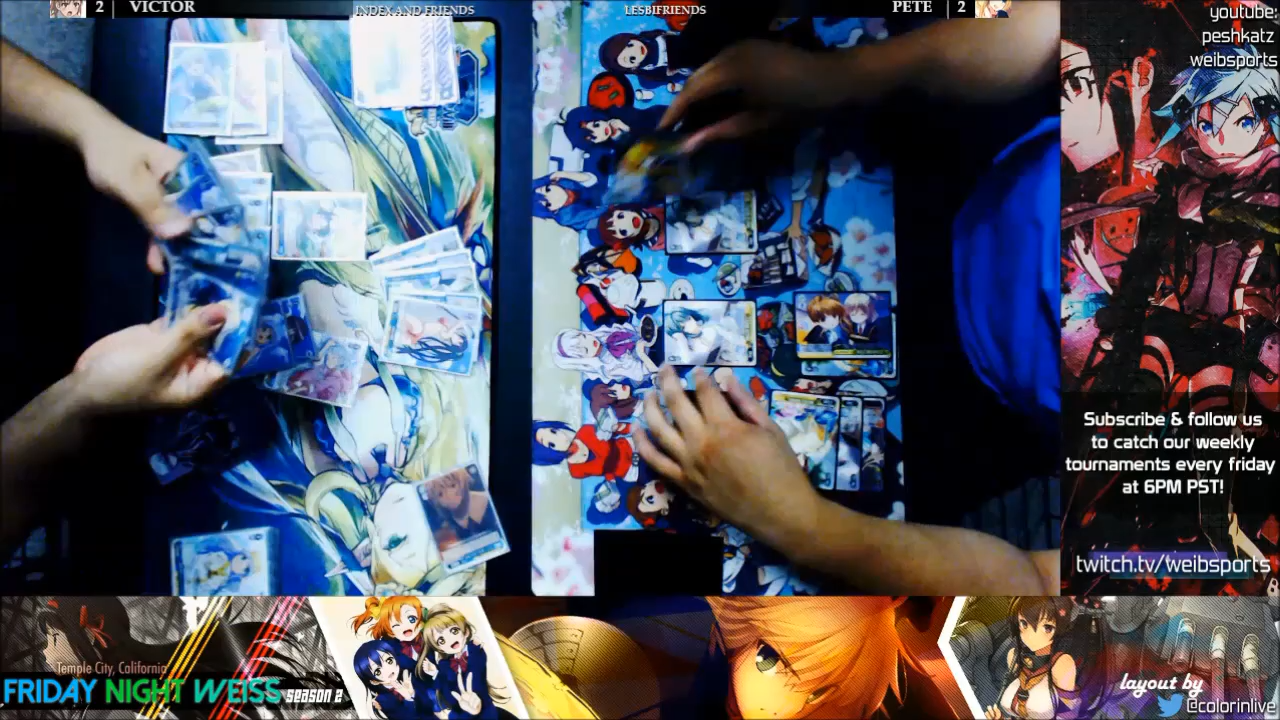 2 | VICTOR
INDEX AND FRIENDS
LESBIFRIENDS
PETE | 2
youtube:
peshkatz
weibsports
Subscribe & follow us
to catch our weekly
tournaments every friday
at 6PM PST!
twitch.tv/weibsports
Temple City, California
FRIDAY NIGHT WEISS SEASON 2
layout by
@colorinlive